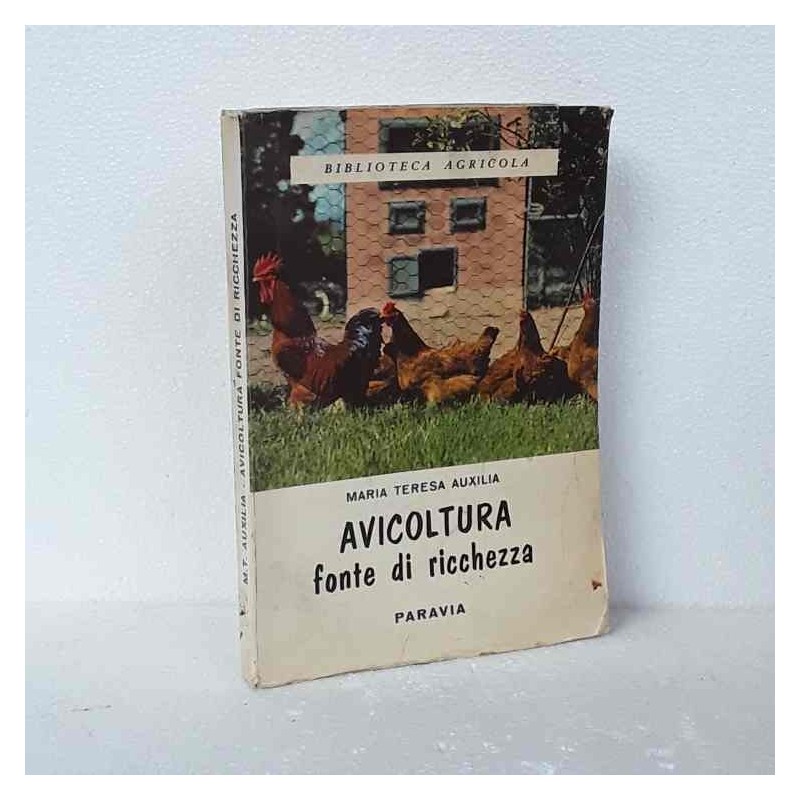 BIBLIOTECA AGRICOLA
MARIA TERESA AUXILIA
AVICOLTURA
fonte di ricchezza
PARAVIA
M.T. AUXILIA - AVICOLTURA FONTE DI RICCHEZZA